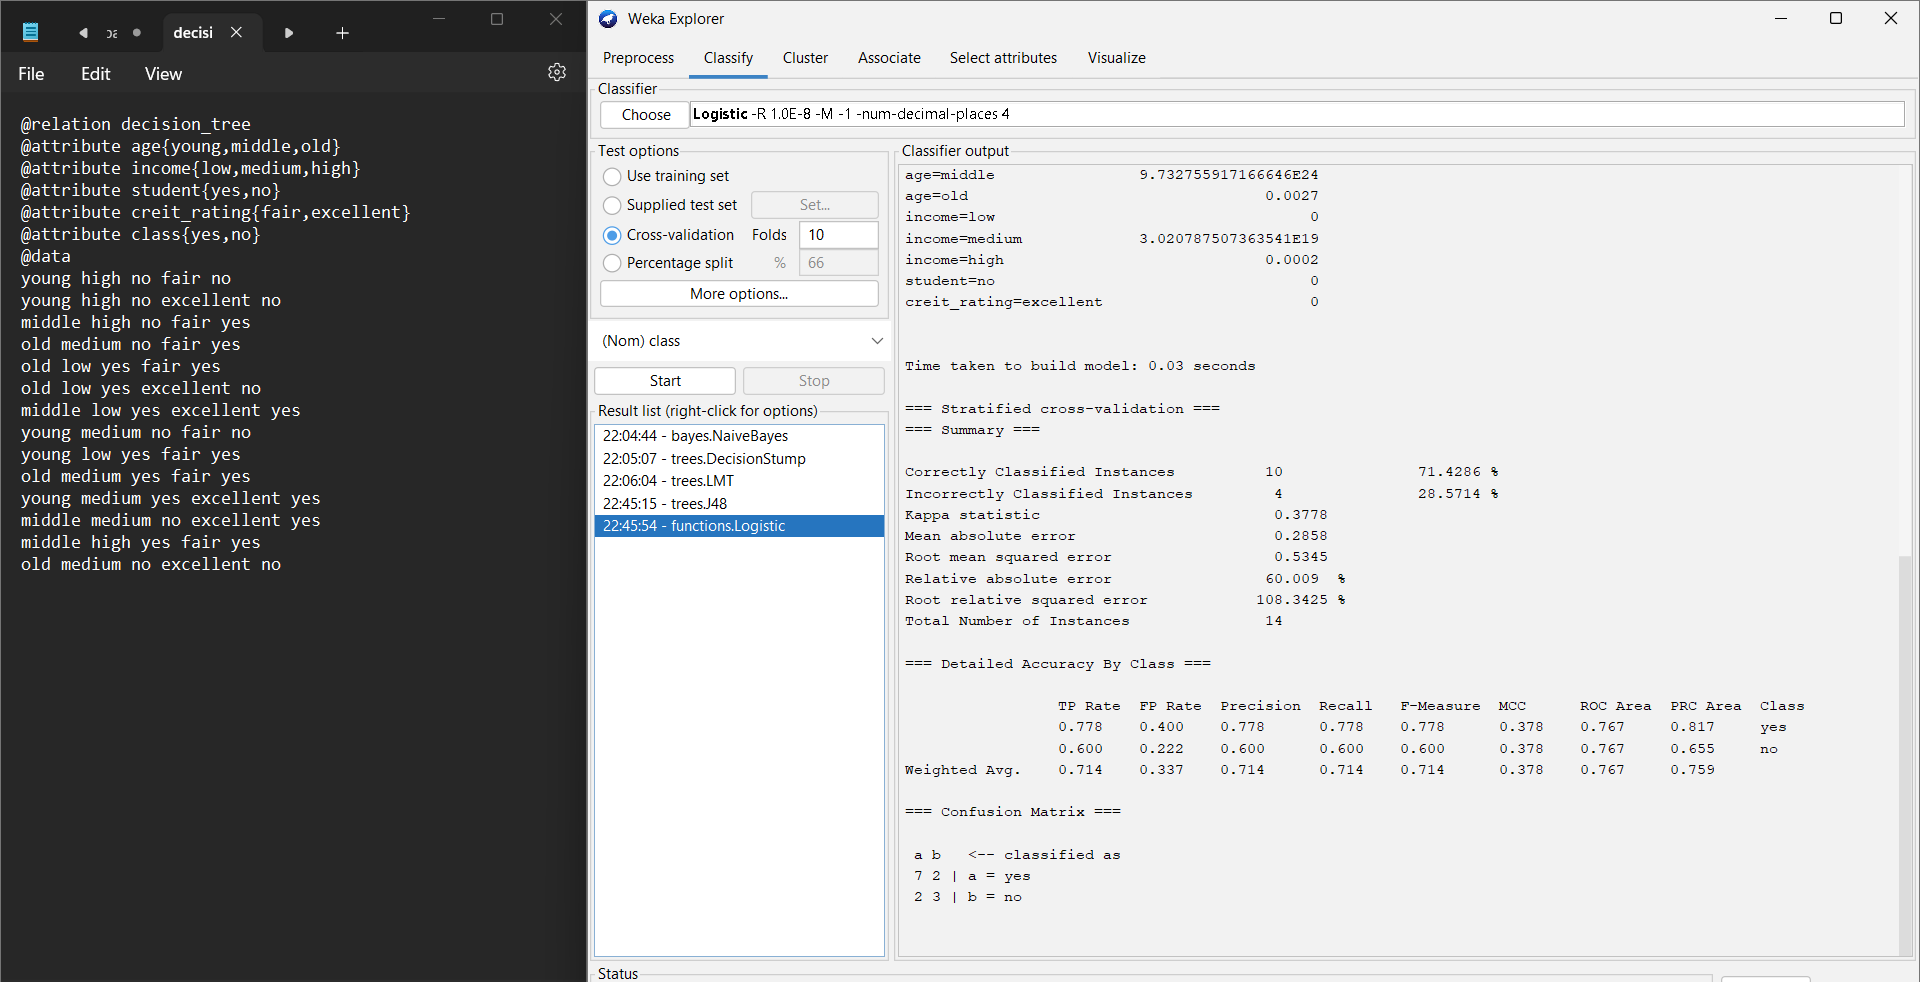 decisi
File Edit View
@relation decision_tree
@attribute age{young,middle,old}
@attribute income{low,medium,high}
@attribute student{yes,no}
@attribute creit_rating{fair,excellent}
@attribute class{yes,no}
@data
young high no fair no
young high no excellent no
middle high no fair yes
old medium no fair yes
old low yes fair yes
old low yes excellent no
middle low yes excellent yes
young medium no fair no
young low yes fair yes
old medium yes fair yes
young medium yes excellent yes
middle medium no excellent yes
middle high yes fair yes
old medium no excellent no
Weka Explorer
Preprocess Classify Cluster Associate Select attributes Visualize
Classifier
Choose Logistic -R 1.0E-8 -M -1 -num-decimal-places 4
Test options
Use training set
Supplied test set Set...
Cross-validation Folds 10
Percentage split % 66
More options...
(Nom) class
Start Stop
Result list (right-click for options)
22:04:44 - bayes.NaiveBayes
22:05:07 - trees.DecisionStump
22:06:04 - trees.LMT
22:45:15 - trees.J48
22:45:54 - functions.Logistic
Classifier output
age=middle 9.732755917166646E24
age=old 0.0027
income=low 0
income=medium 3.020787507363541E19
income=high 0.0002
student=no 0
creit_rating=excellent 0
Time taken to build model: 0.03 seconds
=== Stratified cross-validation ===
=== Summary ===
Correctly Classified Instances 10 71.4286 %
Incorrectly Classified Instances 4 28.5714 %
Kappa statistic 0.3778
Mean absolute error 0.2858
Root mean squared error 0.5345
Relative absolute error 60.009 %
Root relative squared error 108.3425 %
Total Number of Instances 14
=== Detailed Accuracy By Class ===
TP Rate FP Rate Precision Recall F-Measure MCC ROC Area PRC Area Class
0.778 0.400 0.778 0.778 0.778 0.378 0.767 0.817 yes
0.600 0.222 0.600 0.600 0.600 0.378 0.767 0.655 no
Weighted Avg. 0.714 0.337 0.714 0.714 0.714 0.378 0.767 0.759
=== Confusion Matrix ===
a b <-- classified as
7 2 | a = yes
2 3 | b = no
Status